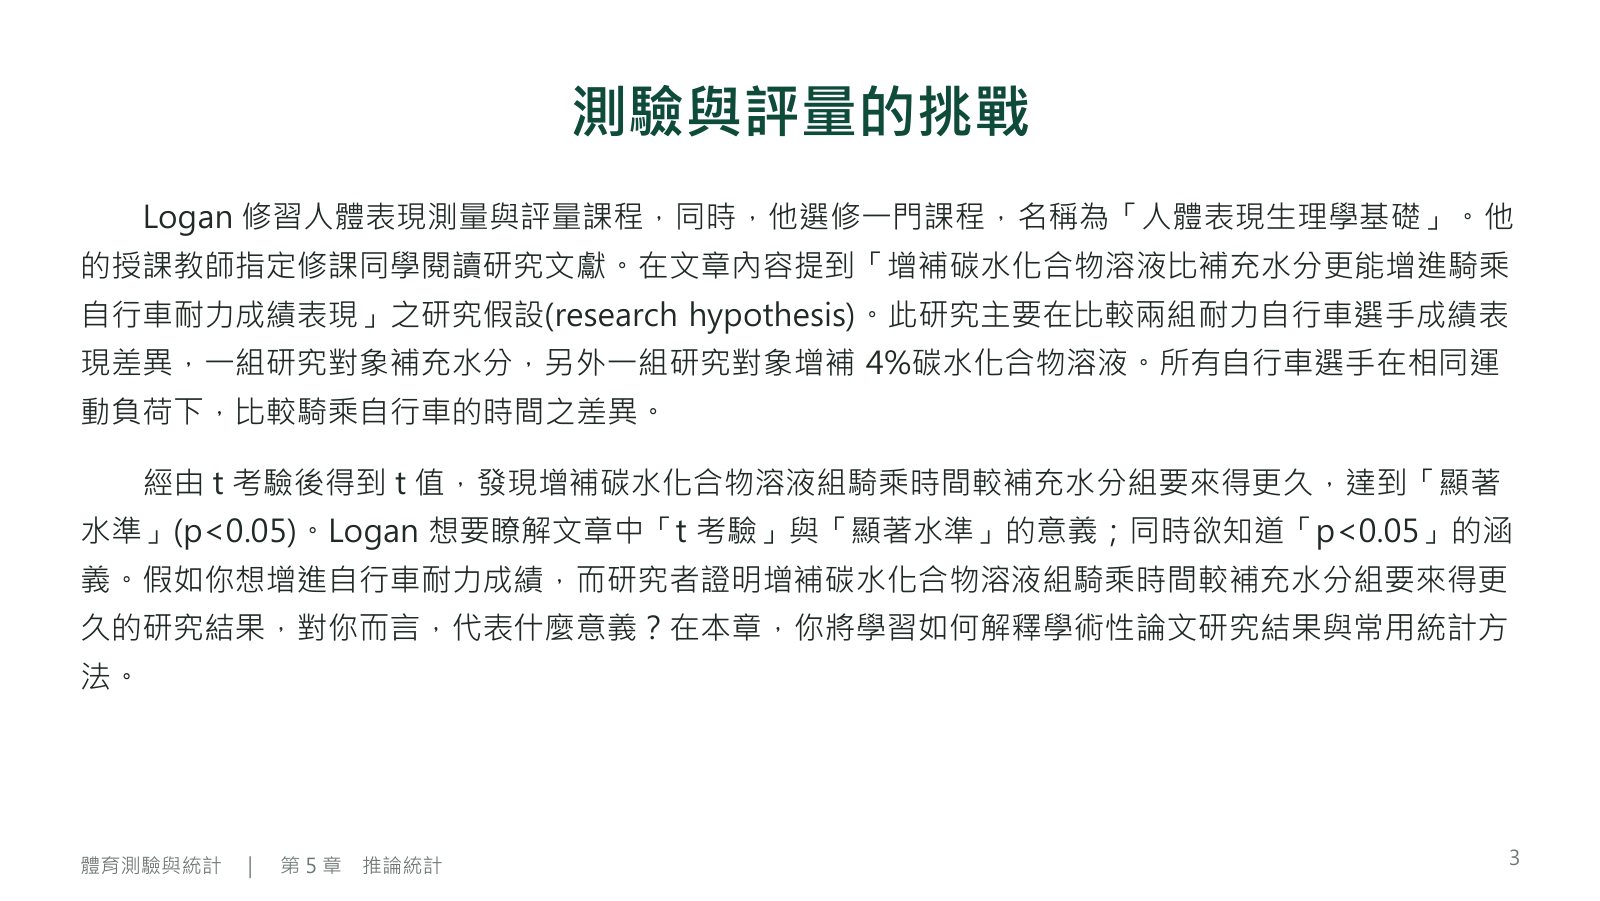 測驗與評量的挑戰
Logan 修習人體表現測量與評量課程，同時，他選修一門課程，名稱為「人體表現生理學基礎」。他
的授課教師指定修課同學閱讀研究文獻。在文章內容提到「增補碳水化合物溶液比補充水分更能增進騎乘
自行車耐力成績表現」之研究假設(research hypothesis)。此研究主要在比較兩組耐力自行車選手成績表
現差異，一組研究對象補充水分，另外一組研究對象增補 4%碳水化合物溶液。所有自行車選手在相同運
動負荷下，比較騎乘自行車的時間之差異。
經由 t 考驗後得到 t 值，發現增補碳水化合物溶液組騎乘時間較補充水分組要來得更久，達到「顯著
水準」(p<0.05)。Logan 想要瞭解文章中「t 考驗」與「顯著水準」的意義；同時欲知道「p<0.05」的涵
義。假如你想增進自行車耐力成績，而研究者證明增補碳水化合物溶液組騎乘時間較補充水分組要來得更
久的研究結果，對你而言，代表什麼意義？在本章，你將學習如何解釋學術性論文研究結果與常用統計方
法。
體育測驗與統計　|　第 5 章　推論統計
3